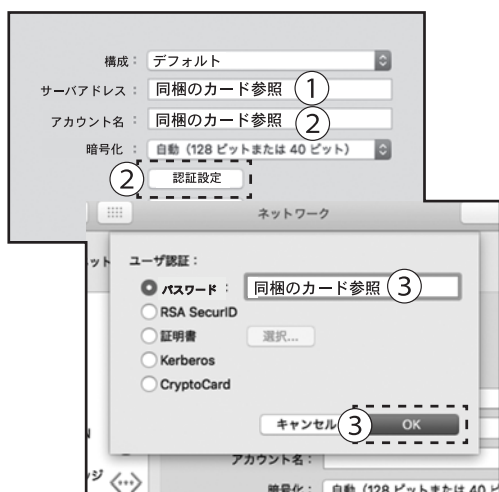 構成： デフォルト
サーバアドレス： 同梱のカード参照 ①
アカウント名： 同梱のカード参照 ②
暗号化： 自動（128 ビットまたは 40 ビット）
② 認証設定
ネットワーク
ユーザ認証：
パスワード： 同梱のカード参照 ③
RSA SecurID
証明書 選択...
Kerberos
CryptoCard
キャンセル ③ OK
アカウント名：
暗号化： 自動（128 ビットまたは 40 ビ